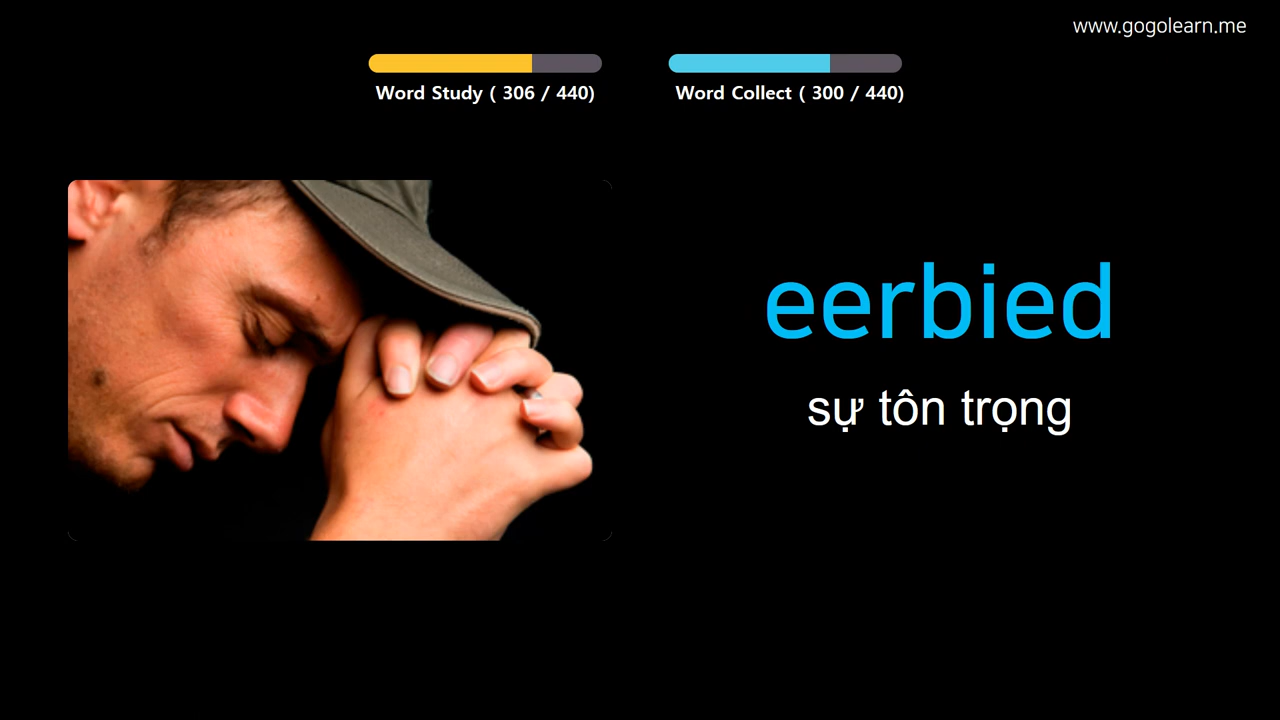 www.gogolearn.me
Word Study ( 306 / 440)
Word Collect ( 300 / 440)
eerbied
sự tôn trọng